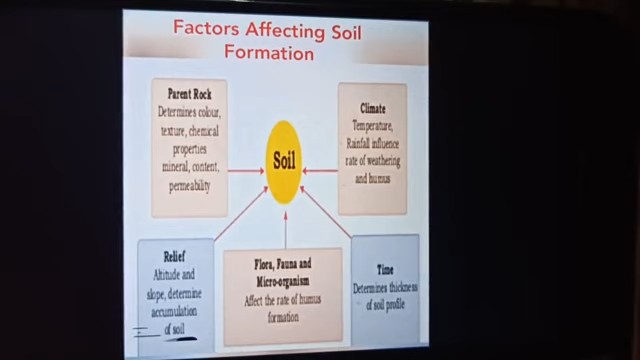 Factors Affecting Soil
Formation
Parent Rock
Determines colour,
texture, chemical
properties
mineral, content,
permeability
Climate
Temperature,
Rainfall influence
rate of weathering
and humus
Soil
Relief
Altitude and
slope, determine
accumulation
of soil
Flora, Fauna and
Micro-organism
Affect the rate of humus
formation
Time
Determines thickness
of soil profile